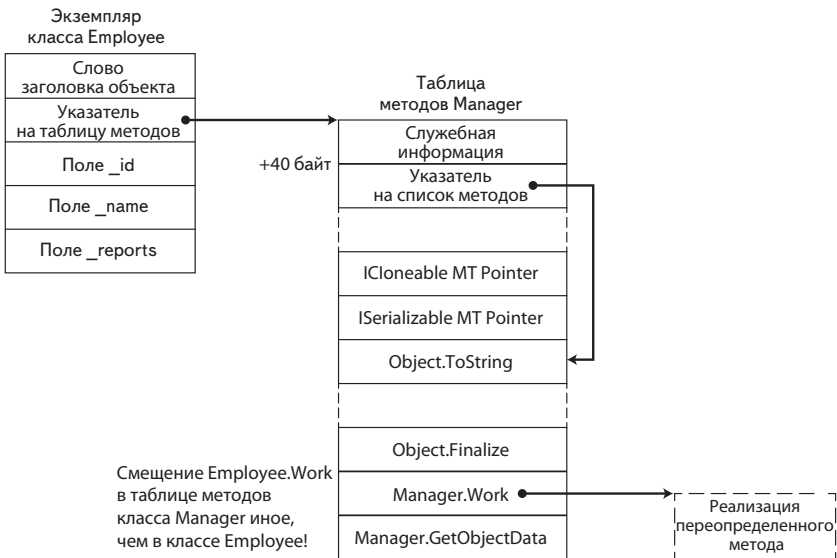 Экземпляр
класса Employee
Слово
заголовка объекта
Указатель
на таблицу методов
Поле _id
Поле _name
Поле _reports
Таблица
методов Manager
Служебная
информация
+40 байт
Указатель
на список методов
ICloneable MT Pointer
ISerializable MT Pointer
Object.ToString
Object.Finalize
Manager.Work
Manager.GetObjectData
Смещение Employee.Work
в таблице методов
класса Manager иное,
чем в классе Employee!
Реализация
переопределенного
метода